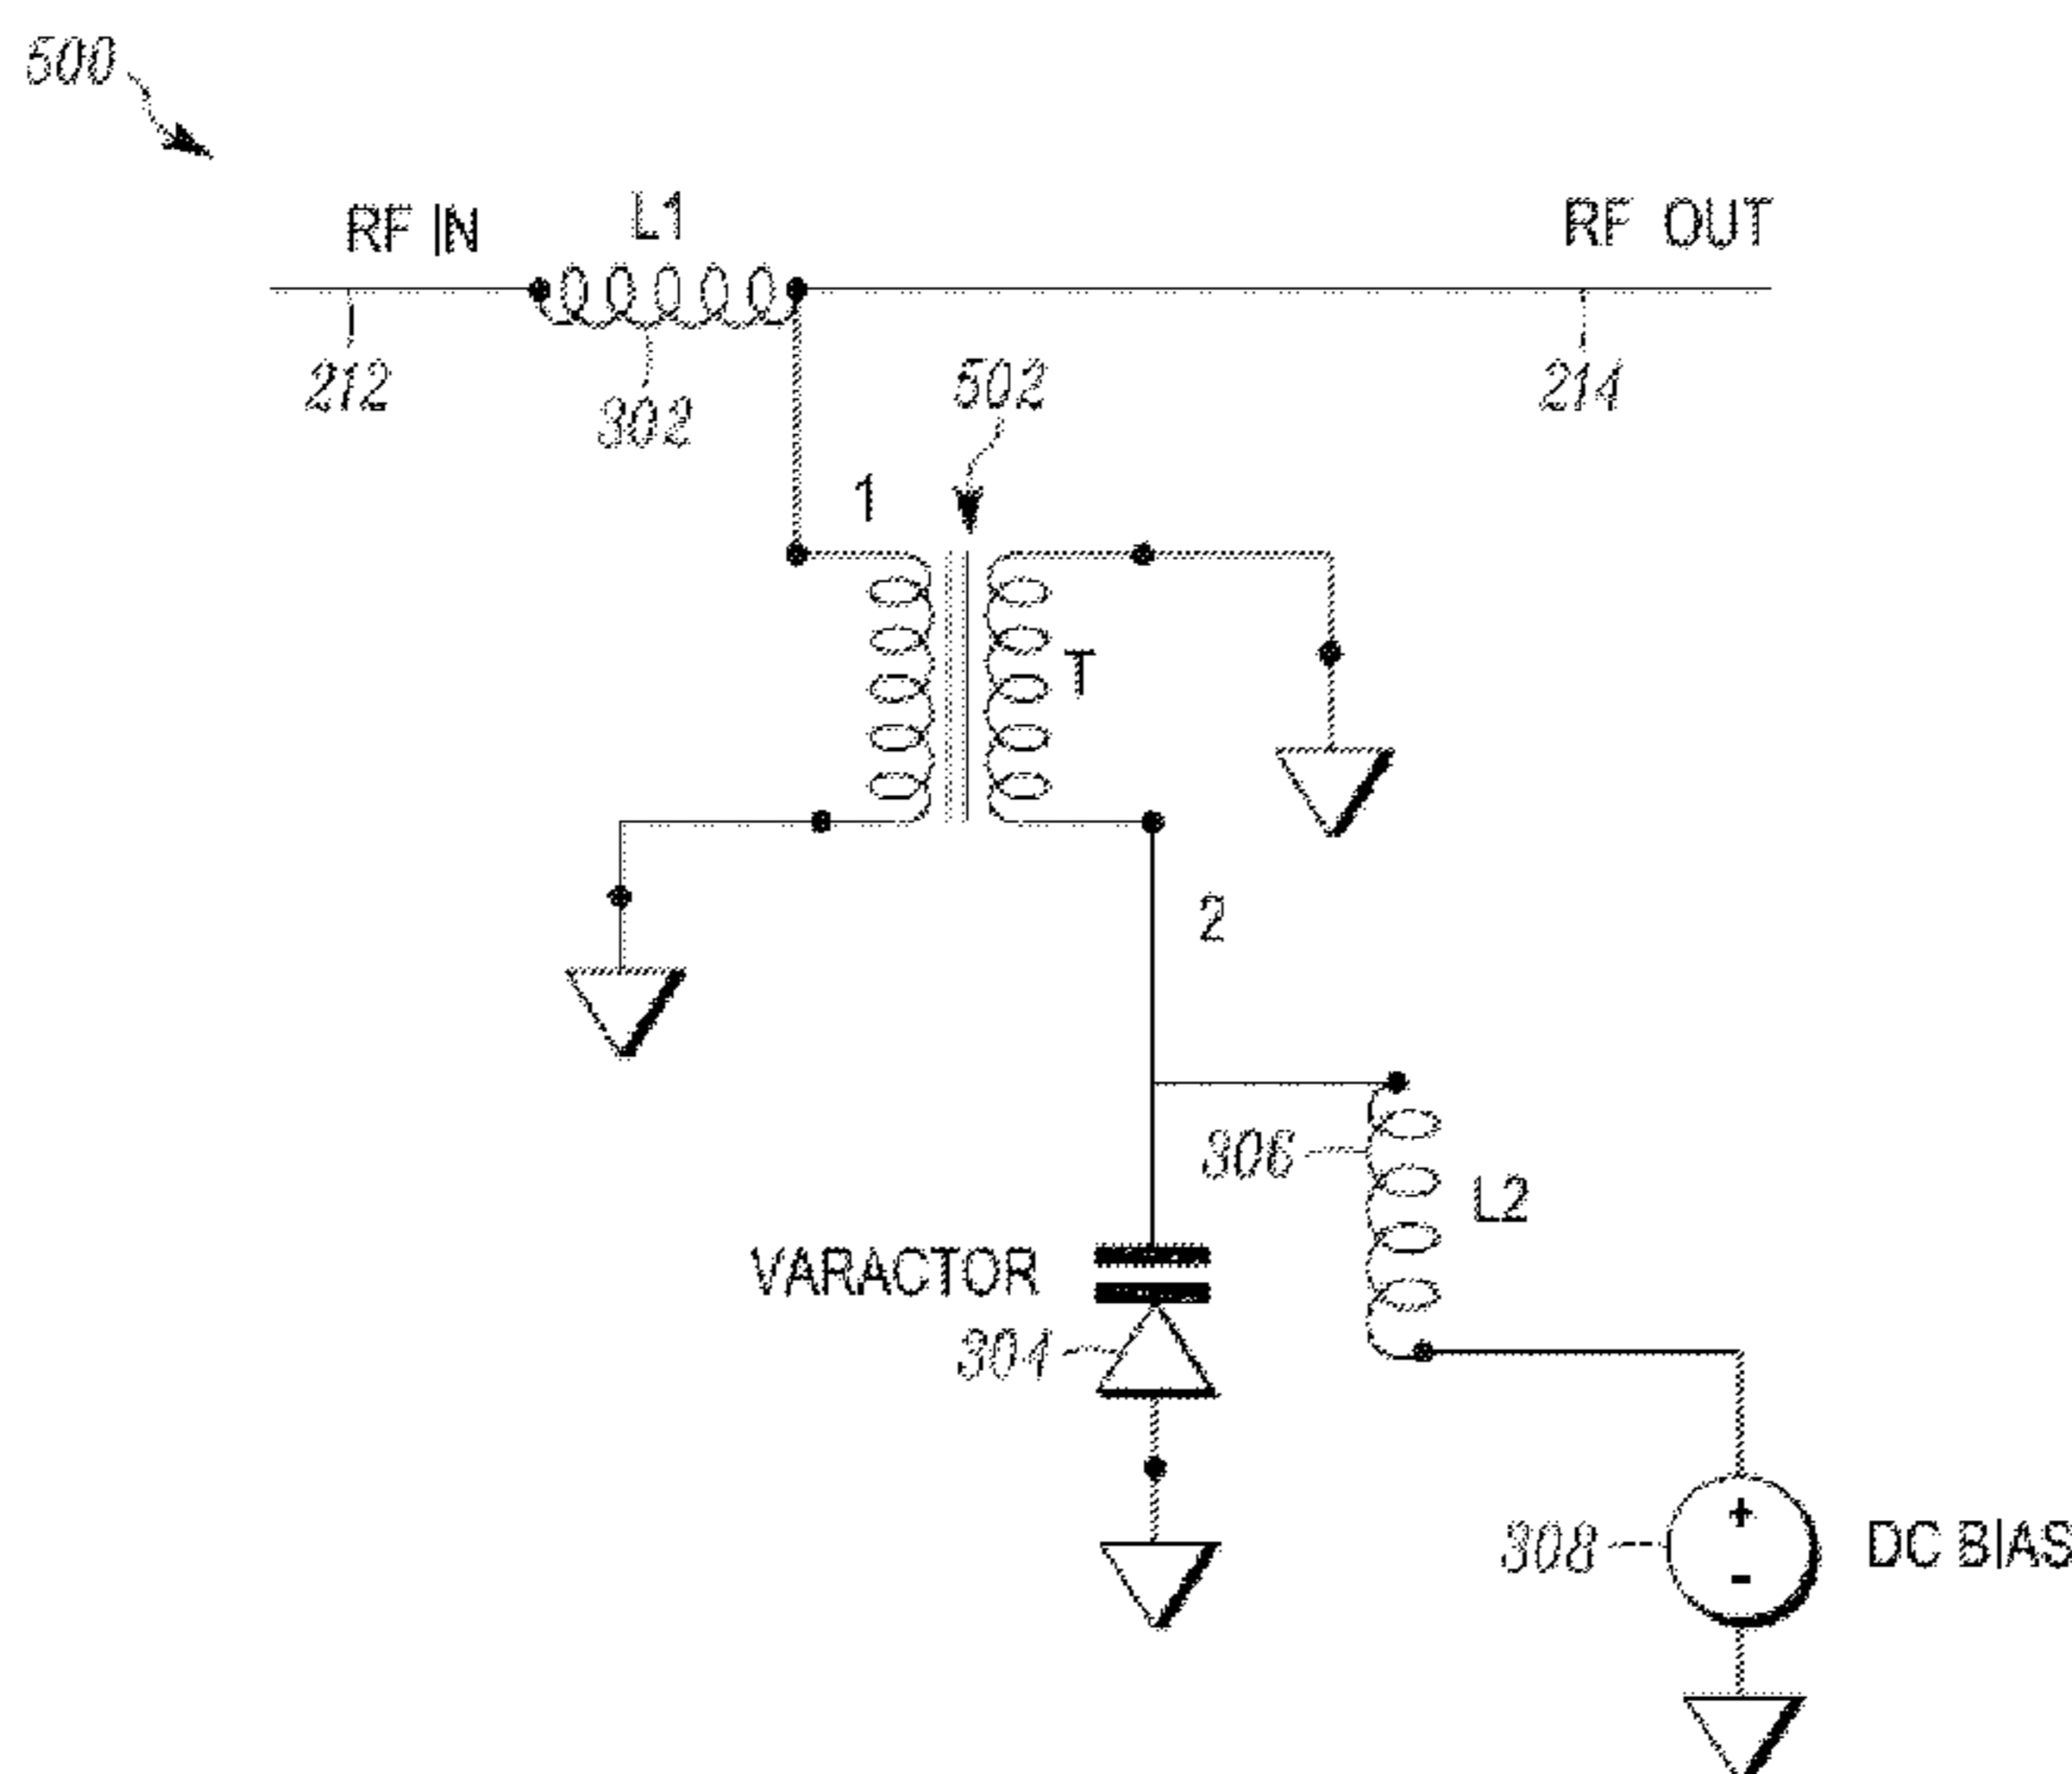 500
RF IN
L1
RF OUT
212
302
502
214
1
T
2
306
L2
VARACTOR
304
+
-
308
DC BIAS